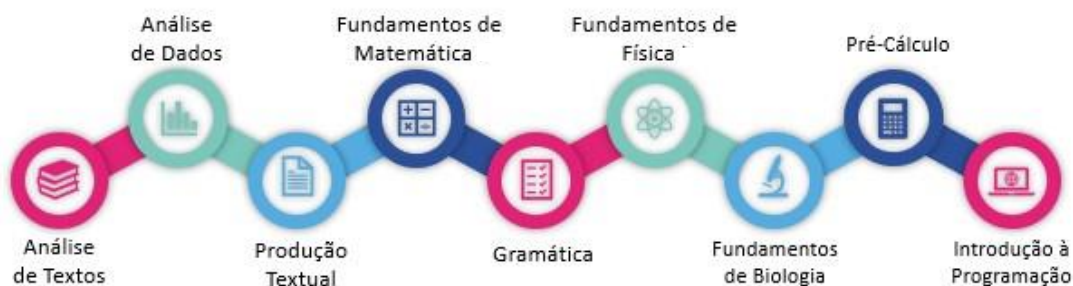 Análise
de Textos
Análise
de Dados
Produção
Textual
Fundamentos de
Matemática
Gramática
Fundamentos de
Física
Fundamentos
de Biologia
Pré-Cálculo
Introdução à
Programação